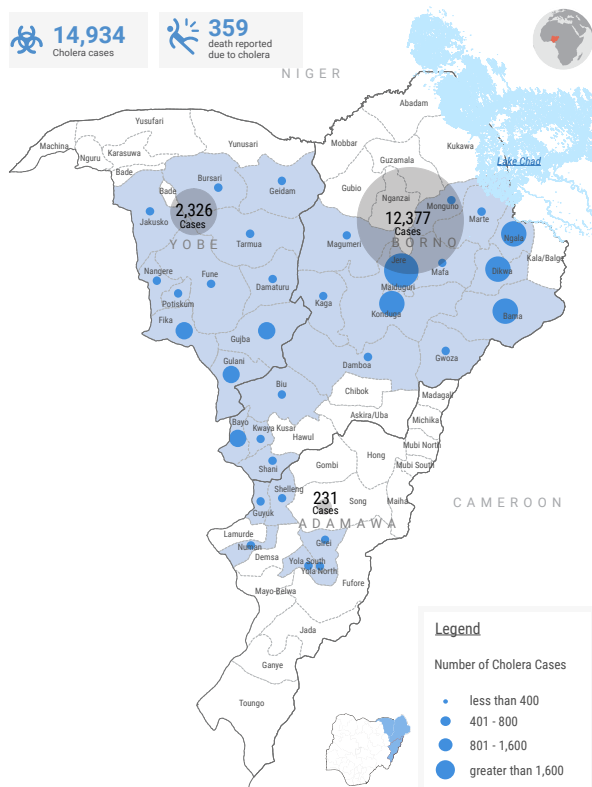 14,934
Cholera cases
359
death reported
due to cholera
NIGER
Abadam
Yusufari
Machina
Karasuwa
Nguru
Yunusari
Mobbar
Kukawa
Guzamala
Lake Chad
Bade
Bursari
Geidam
Bade
Gubio
Nganzai
Monguno
Jakusko
2,326
Cases
12,377
Cases
Marte
YOBE
Tarmua
Magumeri
BORNO
Ngala
Jere
Mafa
Dikwa
Kala/Balge
Nangere
Fune
Damaturu
Maiduguri
Potiskum
Kaga
Konduga
Bama
Fika
Gujba
Gulani
Damboa
Gwoza
Biu
Chibok
Madagali
Askira/Uba
Michika
Bayo
Kwaya Kusar
Hawul
Mubi North
Hong
Shani
Gombi
Mubi South
Shelleng
231
Cases
Song
Maiha
CAMEROON
Guyuk
ADAMAWA
Lamurde
Numan
Girei
Demsa
Yola South
Yola North
Fufore
Mayo-Belwa
Jada
Ganye
Toungo
Legend
Number of Cholera Cases
less than 400
401 - 800
801 - 1,600
greater than 1,600